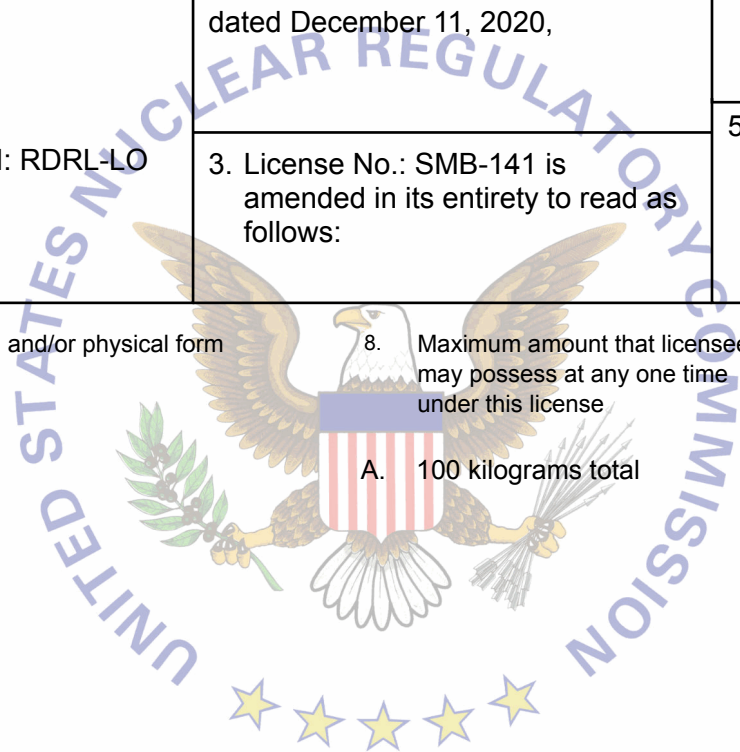 dated December 11, 2020,
: RDRL-LO
3. License No.: SMB-141 is
amended in its entirety to read as
follows:
5
and/or physical form
8. Maximum amount that licensee
may possess at any one time
under this license
A. 100 kilograms total
UNITED STATES NUCLEAR REGULATORY COMMISSION